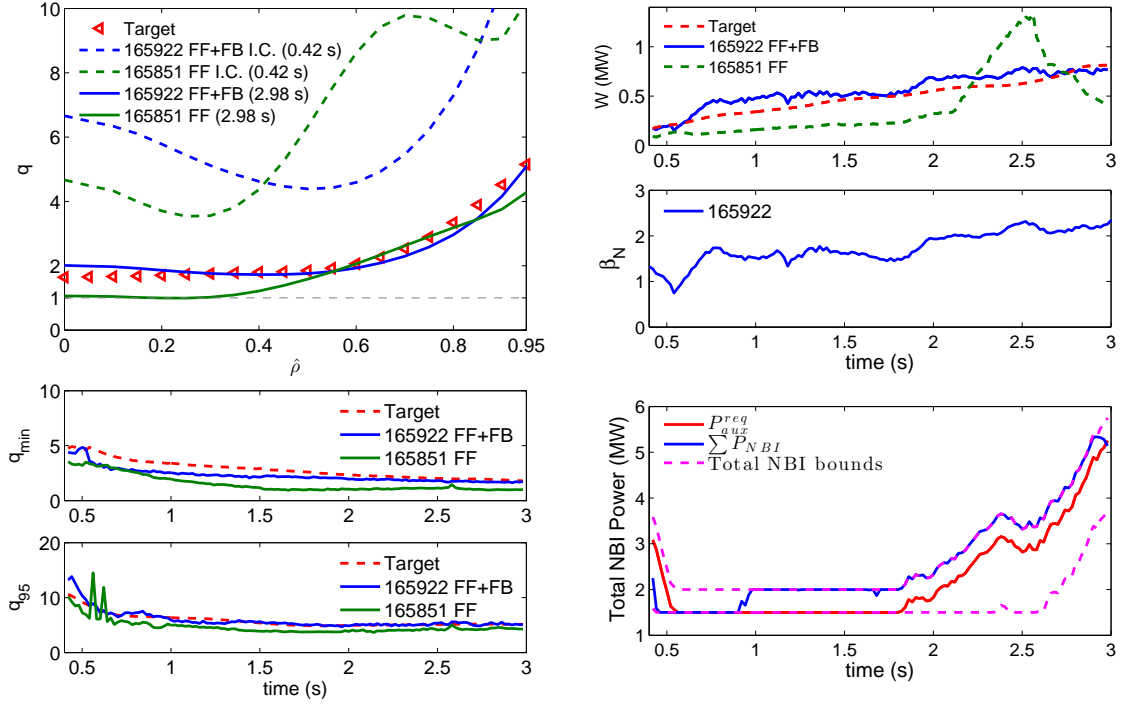 10
8
6
4
2
1
0
q
Target
165922 FF+FB I.C. (0.42 s)
165851 FF I.C. (0.42 s)
165922 FF+FB (2.98 s)
165851 FF (2.98 s)
0 0.2 0.4 0.6 0.8 0.95
ρ̂
10
5
0
q_min
Target
165922 FF+FB
165851 FF
0.5 1 1.5 2 2.5 3
20
10
0
q_95
Target
165922 FF+FB
165851 FF
0.5 1 1.5 2 2.5 3
time (s)
1
0.5
0
W (MW)
Target
165922 FF+FB
165851 FF
0.5 1 1.5 2 2.5 3
3
2
1
0
β_N
165922
0.5 1 1.5 2 2.5 3
time (s)
6
5
4
3
2
1
Total NBI Power (MW)
P_aux^req
∑ P_NBI
Total NBI bounds
0.5 1 1.5 2 2.5 3
time (s)